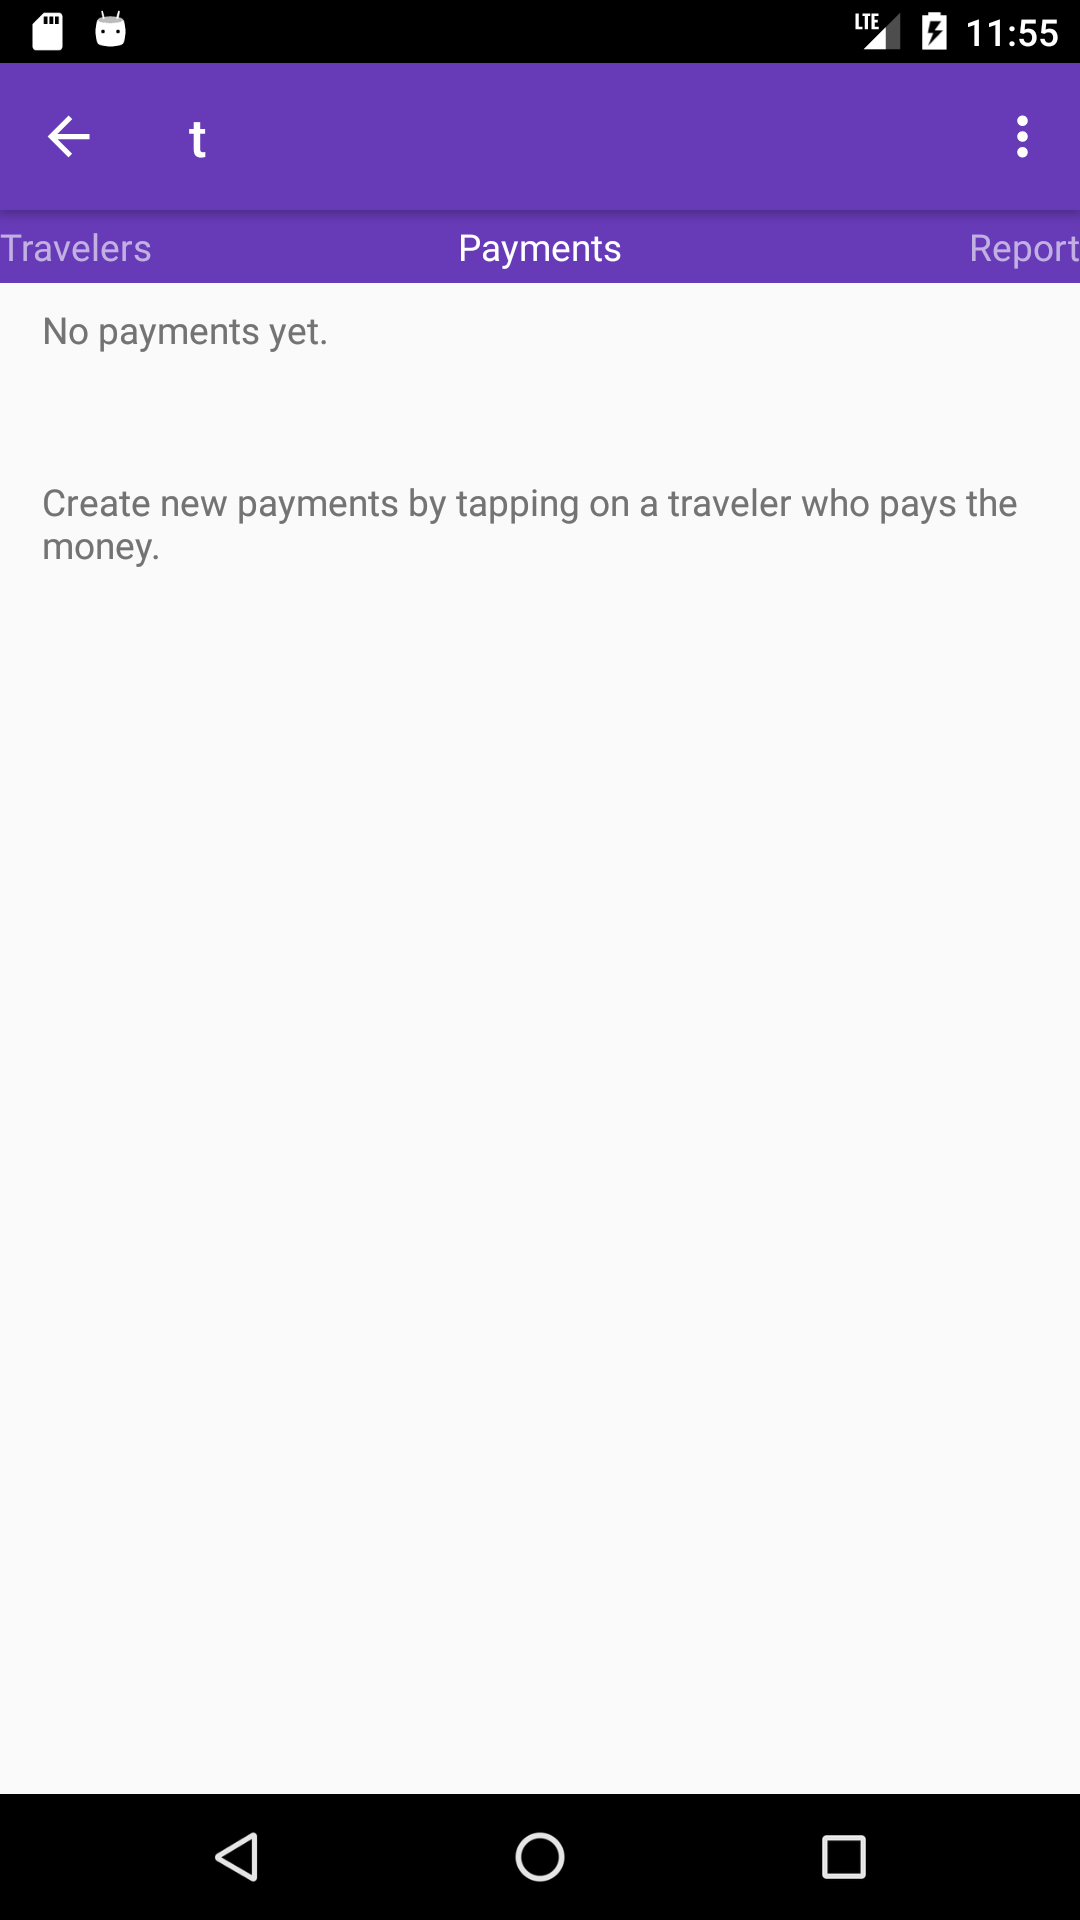 LTE 11:55
t
Travelers Payments Report
No payments yet.
Create new payments by tapping on a traveler who pays the
money.